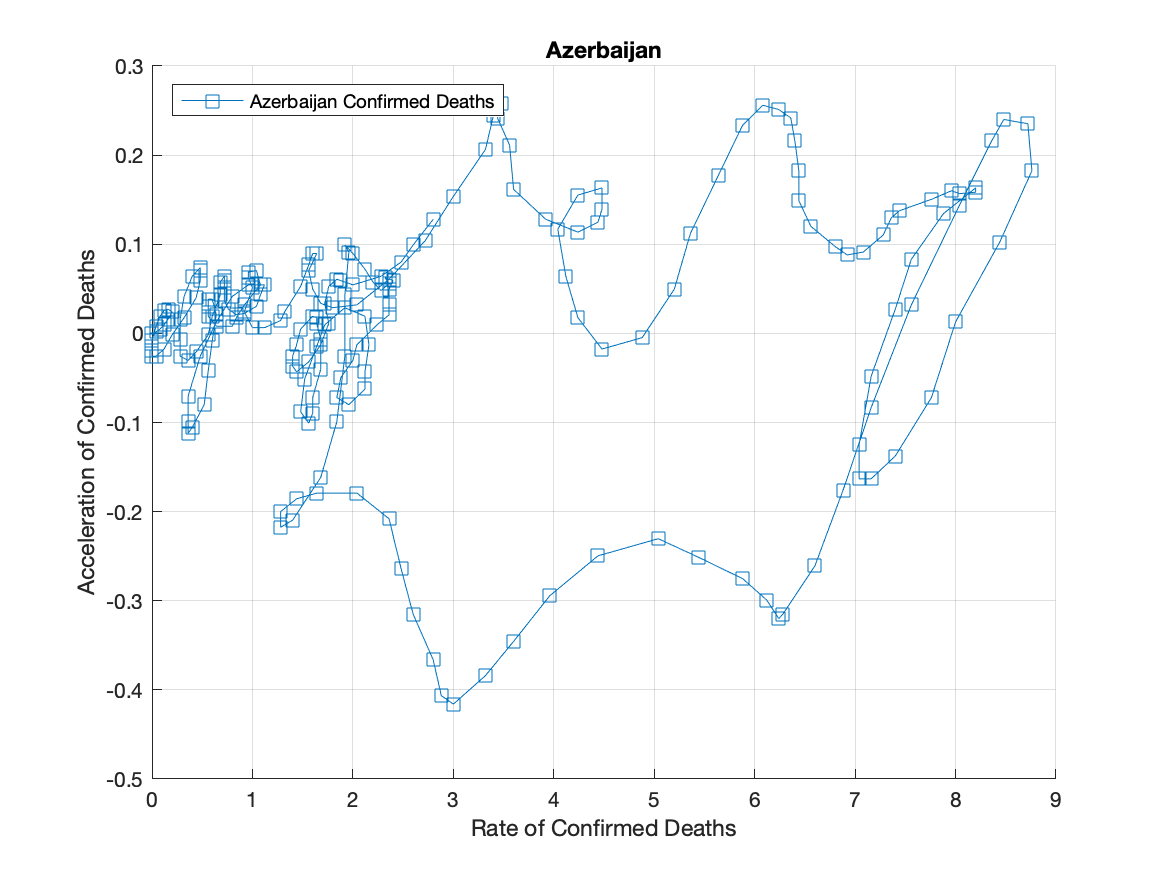 Azerbaijan
Azerbaijan Confirmed Deaths
Acceleration of Confirmed Deaths
0.3
0.2
0.1
0
-0.1
-0.2
-0.3
-0.4
-0.5
0 1 2 3 4 5 6 7 8 9
Rate of Confirmed Deaths